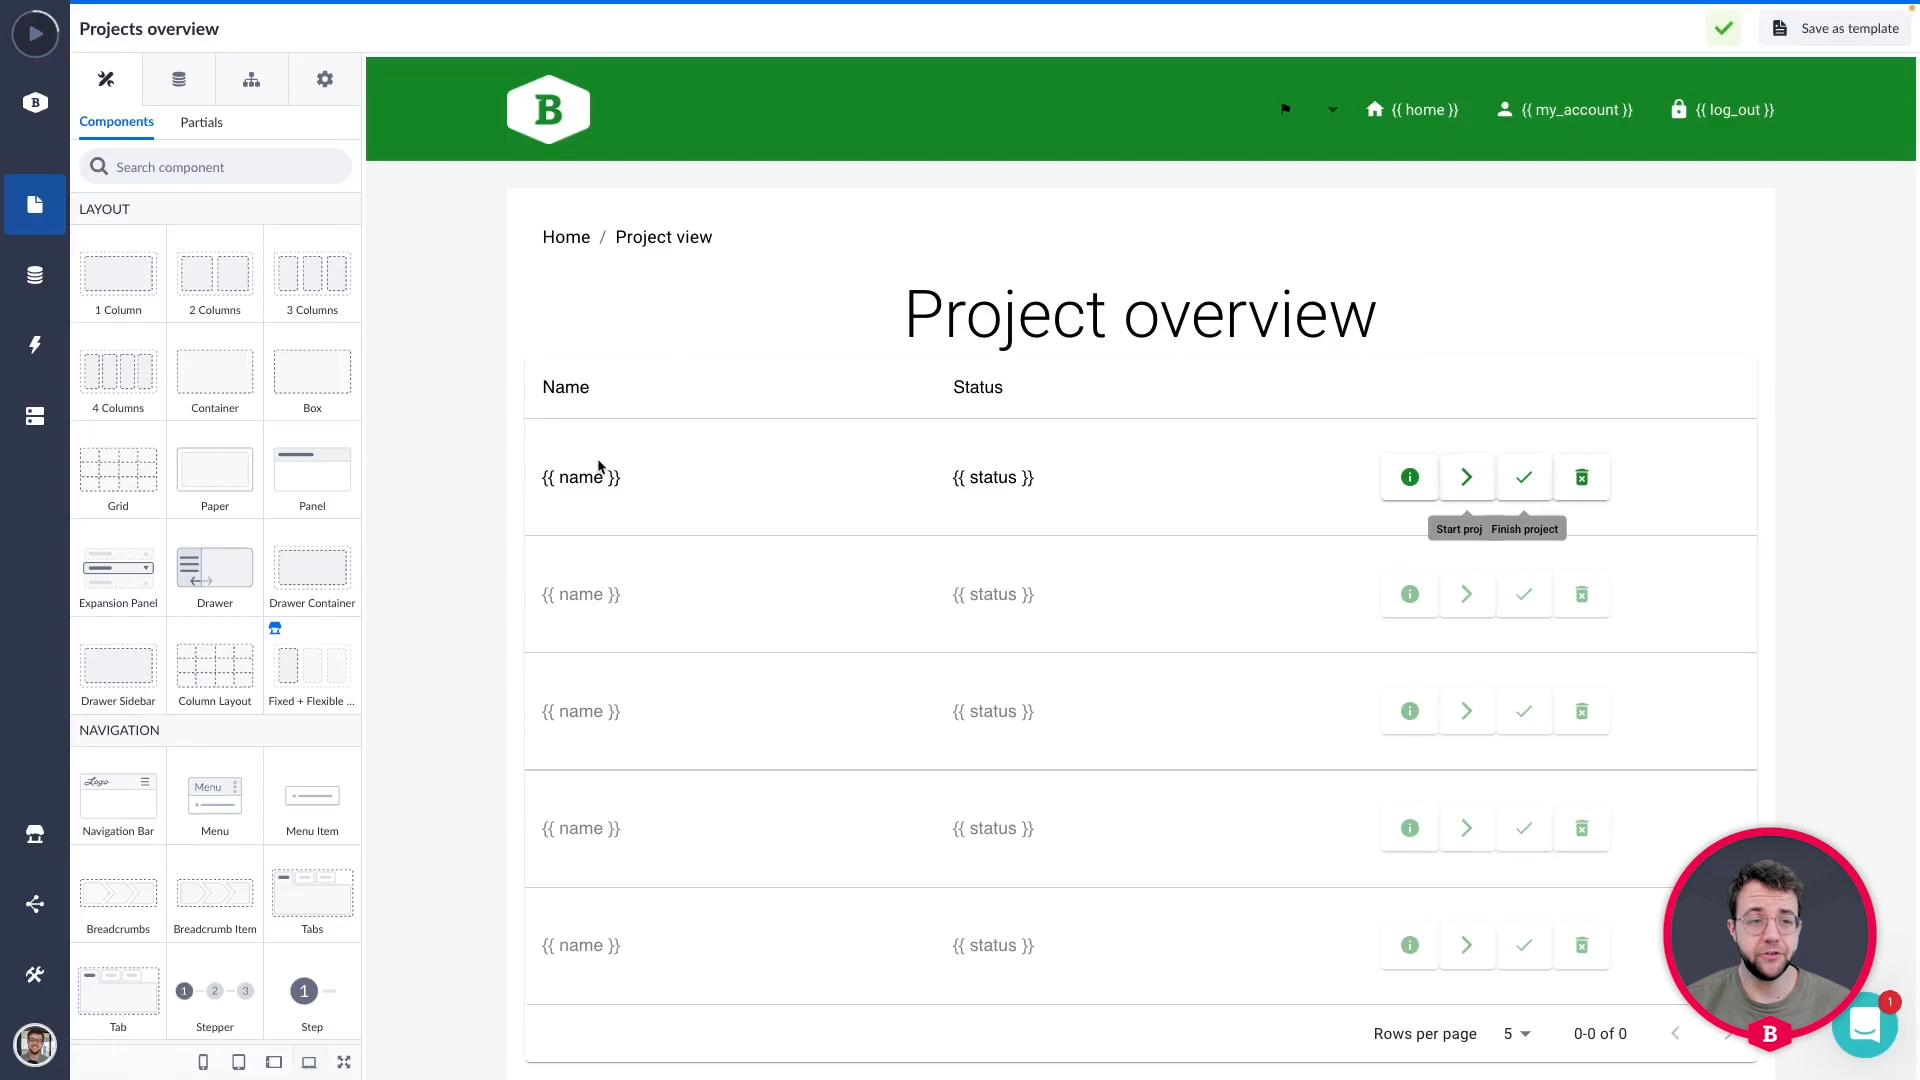 Projects overview
Save as template
B
B
{{ home }}
{{ my_account }}
{{ log_out }}
Components
Partials
Search component
LAYOUT
1 Column
2 Columns
3 Columns
4 Columns
Container
Box
Grid
Paper
Panel
Expansion Panel
Drawer
Drawer Container
Drawer Sidebar
Column Layout
Fixed + Flexible ...
NAVIGATION
Logo
Navigation Bar
Menu
Menu
Menu Item
Breadcrumbs
Breadcrumb Item
Tabs
Tab
1 2 3
Stepper
1
Step
Home / Project view
Project overview
Name Status
{{ name }} {{ status }}
Start proj Finish project
{{ name }} {{ status }}
{{ name }} {{ status }}
{{ name }} {{ status }}
{{ name }} {{ status }}
Rows per page 5 0-0 of 0
1
B